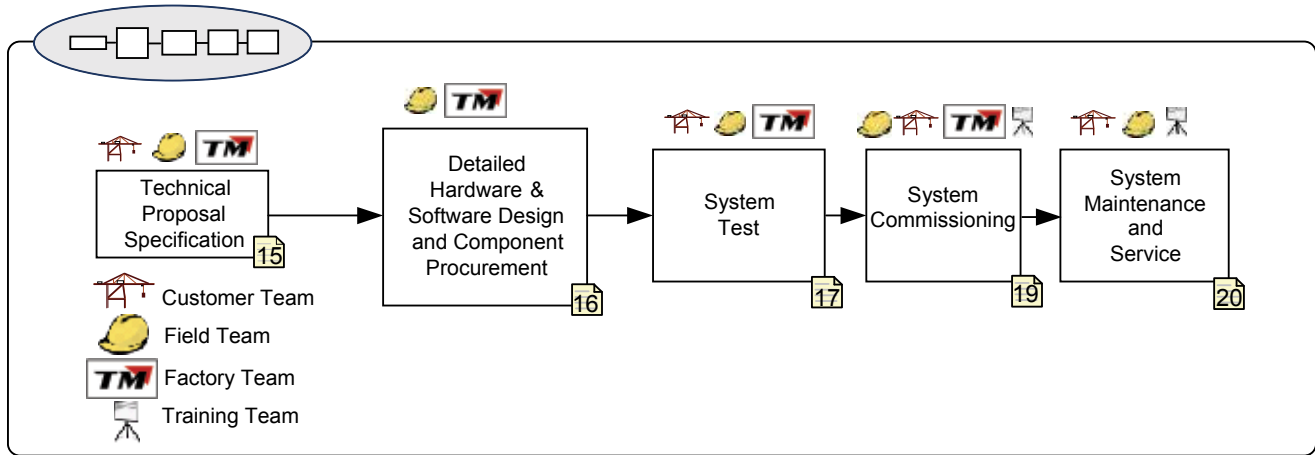 TM
TM
TM
TM
Technical
Proposal
Specification
15
Detailed
Hardware &
Software Design
and Component
Procurement
16
System
Test
17
System
Commissioning
19
System
Maintenance
and
Service
20
Customer Team
Field Team
TM Factory Team
Training Team